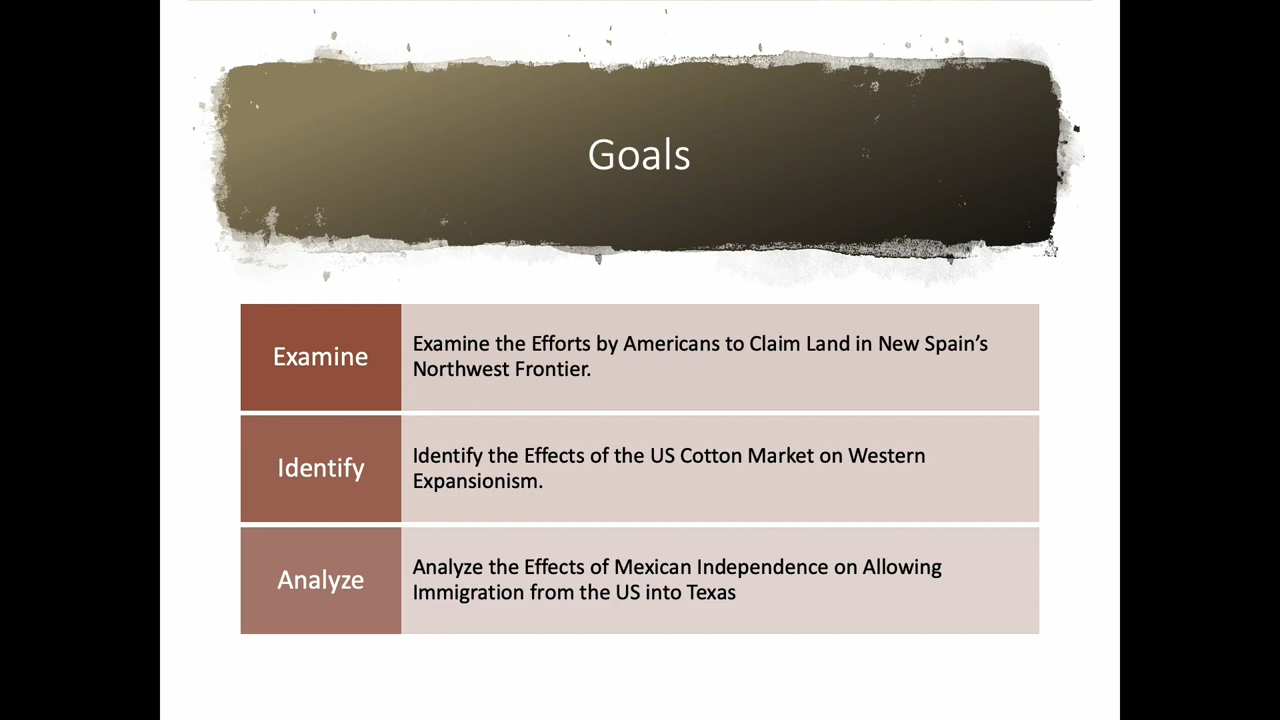 Goals
Examine
Examine the Efforts by Americans to Claim Land in New Spain’s
Northwest Frontier.
Identify
Identify the Effects of the US Cotton Market on Western
Expansionism.
Analyze
Analyze the Effects of Mexican Independence on Allowing
Immigration from the US into Texas